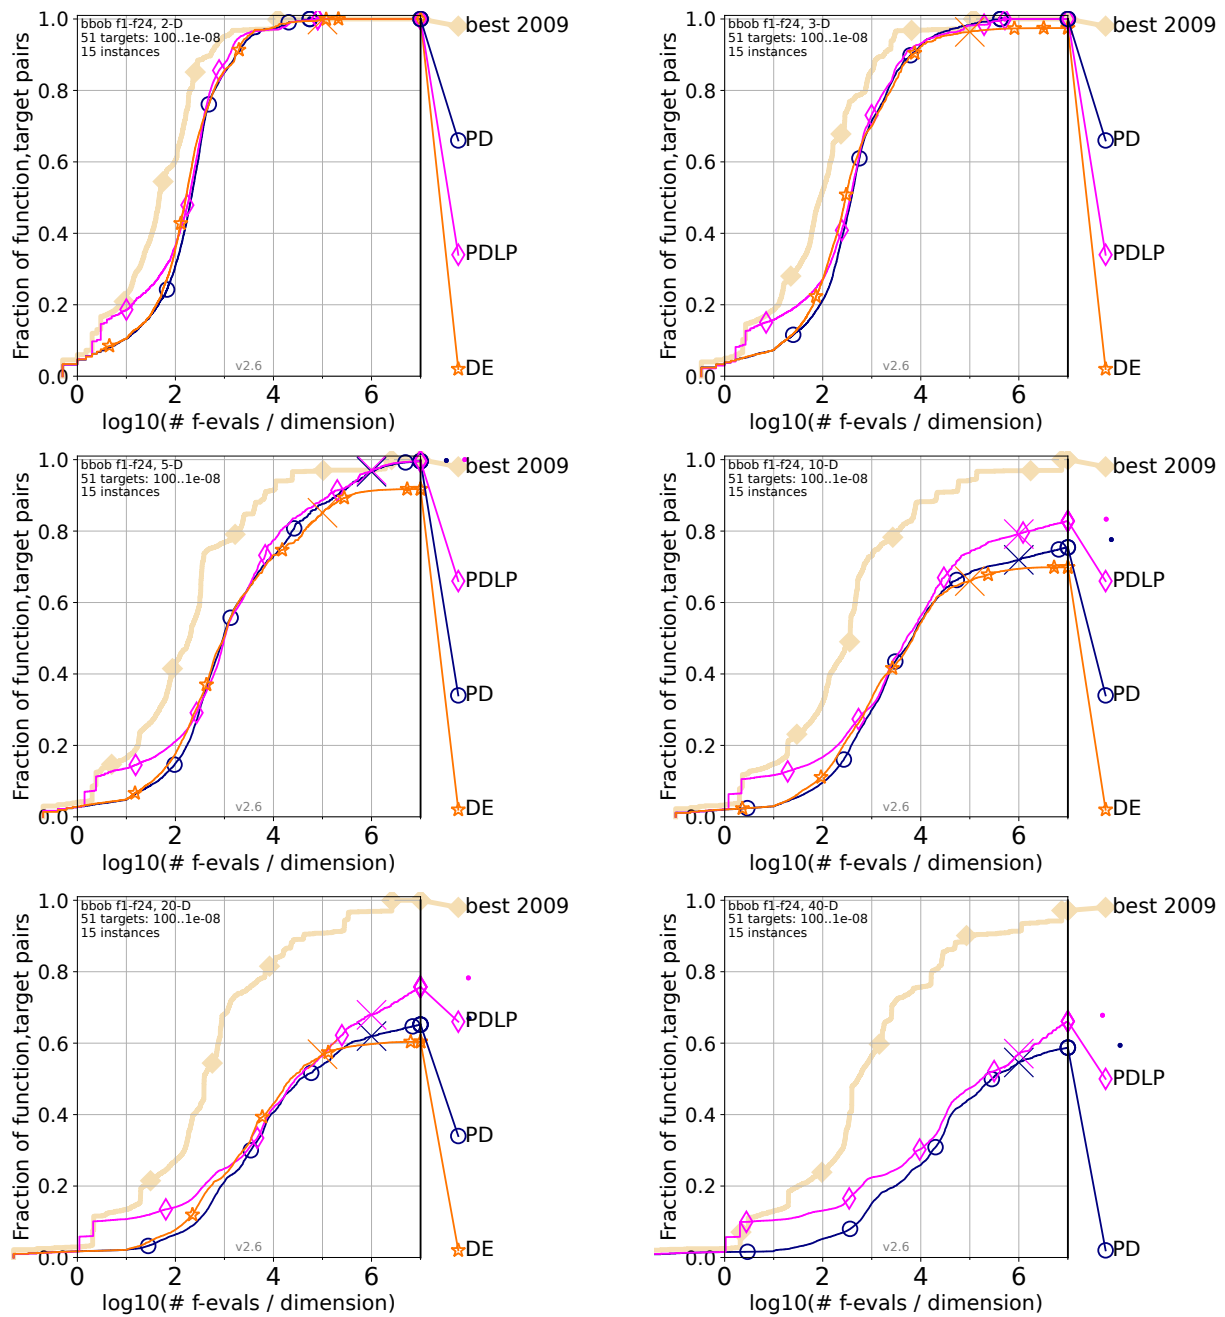 bbob f1-f24, 2-D
51 targets: 100..1e-08
15 instances
best 2009
PD
PDLP
DE
v2.6
Fraction of function,target pairs
0.0
0.2
0.4
0.6
0.8
1.0
0 2 4 6
log10(# f-evals / dimension)
bbob f1-f24, 3-D
51 targets: 100..1e-08
15 instances
best 2009
PD
PDLP
DE
v2.6
Fraction of function,target pairs
0.0
0.2
0.4
0.6
0.8
1.0
0 2 4 6
log10(# f-evals / dimension)
bbob f1-f24, 5-D
51 targets: 100..1e-08
15 instances
best 2009
PDLP
PD
DE
v2.6
Fraction of function,target pairs
0.0
0.2
0.4
0.6
0.8
1.0
0 2 4 6
log10(# f-evals / dimension)
bbob f1-f24, 10-D
51 targets: 100..1e-08
15 instances
best 2009
PDLP
PD
DE
v2.6
Fraction of function,target pairs
0.0
0.2
0.4
0.6
0.8
1.0
0 2 4 6
log10(# f-evals / dimension)
bbob f1-f24, 20-D
51 targets: 100..1e-08
15 instances
best 2009
PDLP
PD
DE
v2.6
Fraction of function,target pairs
0.0
0.2
0.4
0.6
0.8
1.0
0 2 4 6
log10(# f-evals / dimension)
bbob f1-f24, 40-D
51 targets: 100..1e-08
15 instances
best 2009
PDLP
PD
v2.6
Fraction of function,target pairs
0.0
0.2
0.4
0.6
0.8
1.0
0 2 4 6
log10(# f-evals / dimension)